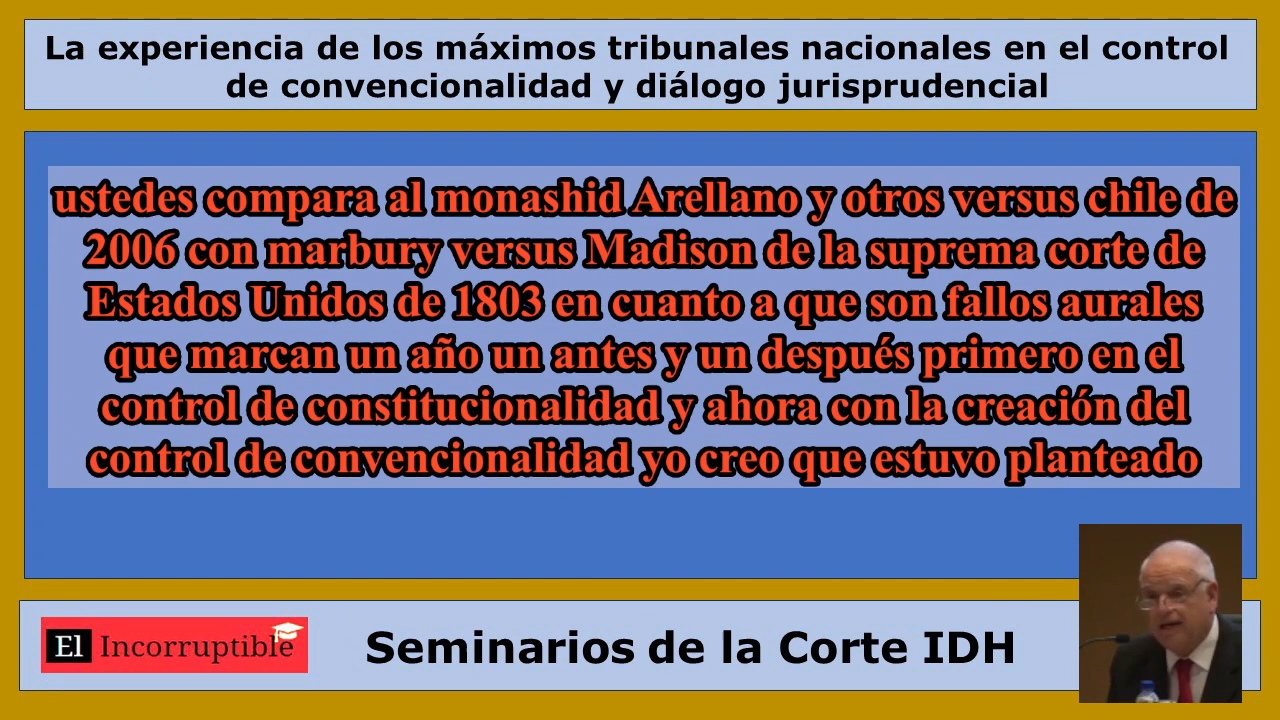 La experiencia de los máximos tribunales nacionales en el control
de convencionalidad y diálogo jurisprudencial
ustedes compara al monashid Arellano y otros versus chile de
2006 con marbury versus Madison de la suprema corte de
Estados Unidos de 1803 en cuanto a que son fallos aurales
que marcan un año un antes y un después primero en el
control de constitucionalidad y ahora con la creación del
control de convencionalidad yo creo que estuvo planteado
El Incorruptible
Seminarios de la Corte IDH